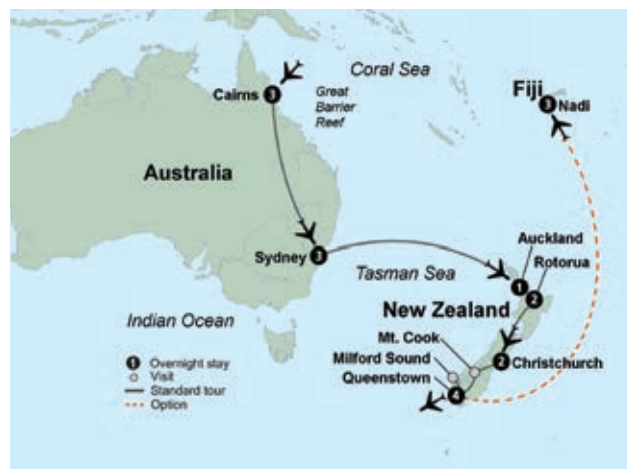 Coral Sea
Cairns
3
Great
Barrier
Reef
Fiji
3
Nadi
Australia
Sydney
3
Tasman Sea
Auckland
1
Rotorua
2
New Zealand
Indian Ocean
Mt. Cook
Milford Sound
Queenstown
4
2
Christchurch
1 Overnight stay
Visit
Standard tour
Option